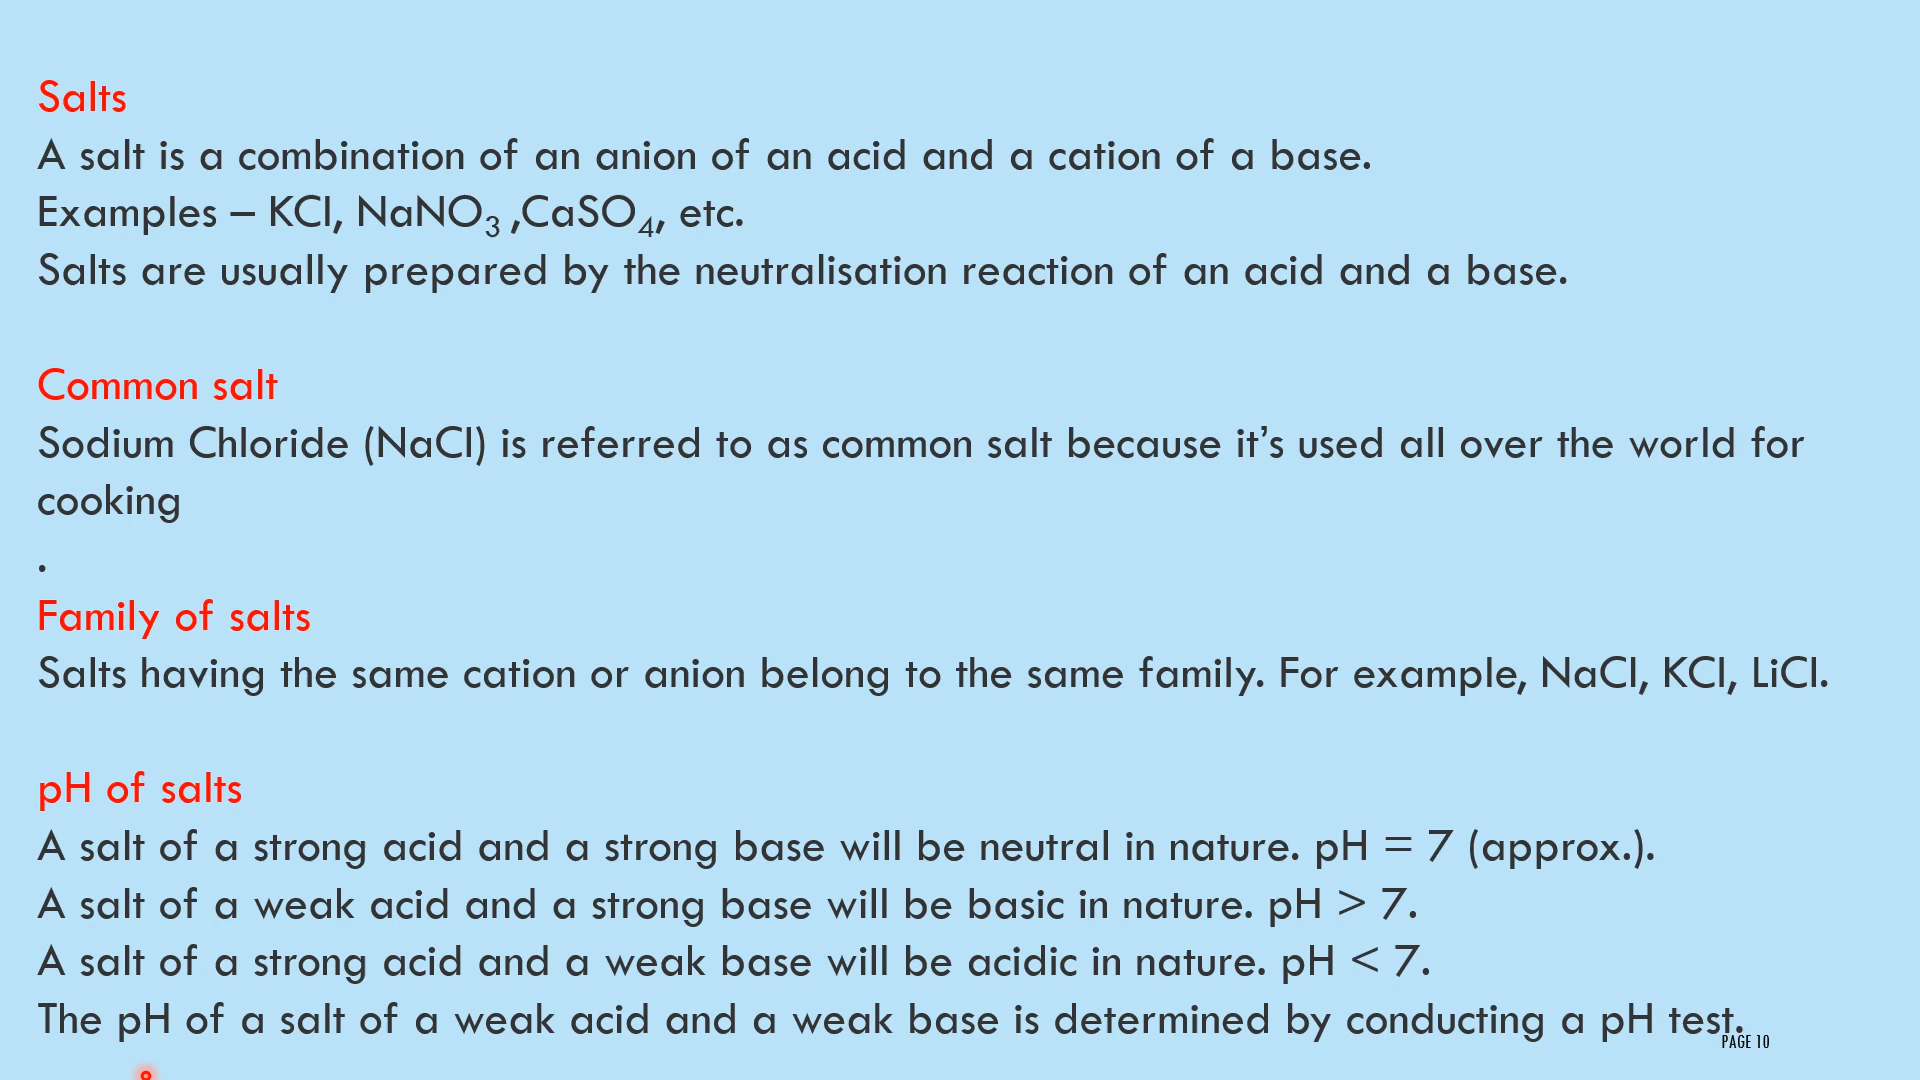 Salts
A salt is a combination of an anion of an acid and a cation of a base.
Examples – KCl, NaNO₃ ,CaSO₄, etc.
Salts are usually prepared by the neutralisation reaction of an acid and a base.
Common salt
Sodium Chloride (NaCl) is referred to as common salt because it’s used all over the world for
cooking
.
Family of salts
Salts having the same cation or anion belong to the same family. For example, NaCl, KCl, LiCl.
pH of salts
A salt of a strong acid and a strong base will be neutral in nature. pH = 7 (approx.).
A salt of a weak acid and a strong base will be basic in nature. pH > 7.
A salt of a strong acid and a weak base will be acidic in nature. pH < 7.
The pH of a salt of a weak acid and a weak base is determined by conducting a pH test.
PAGE 10